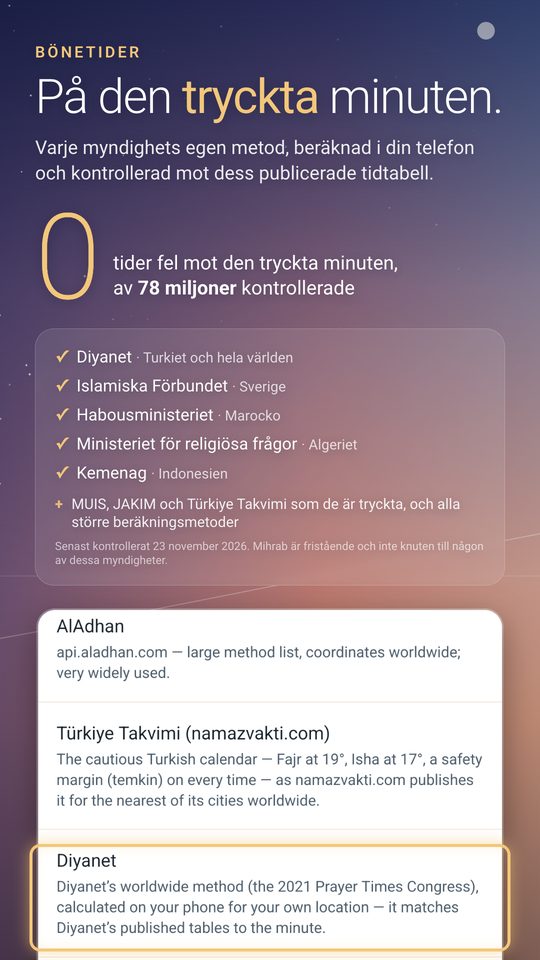 BÖNETIDER
På den tryckta minuten.
Varje myndighets egen metod, beräknad i din telefon
och kontrollerad mot dess publicerade tidtabell.
0
tider fel mot den tryckta minuten,
av 78 miljoner kontrollerade
✓ Diyanet · Turkiet och hela världen
✓ Islamiska Förbundet · Sverige
✓ Habousministeriet · Marocko
✓ Ministeriet för religiösa frågor · Algeriet
✓ Kemenag · Indonesien
+ MUIS, JAKIM och Türkiye Takvimi som de är tryckta, och alla
större beräkningsmetoder
Senast kontrollerat 23 november 2026. Mihrab är fristående och inte knuten till någon
av dessa myndigheter.
AlAdhan
api.aladhan.com — large method list, coordinates worldwide;
very widely used.
Türkiye Takvimi (namazvakti.com)
The cautious Turkish calendar — Fajr at 19°, Isha at 17°, a safety
margin (temkin) on every time — as namazvakti.com publishes
it for the nearest of its cities worldwide.
Diyanet
Diyanet’s worldwide method (the 2021 Prayer Times Congress),
calculated on your phone for your own location — it matches
Diyanet’s published tables to the minute.